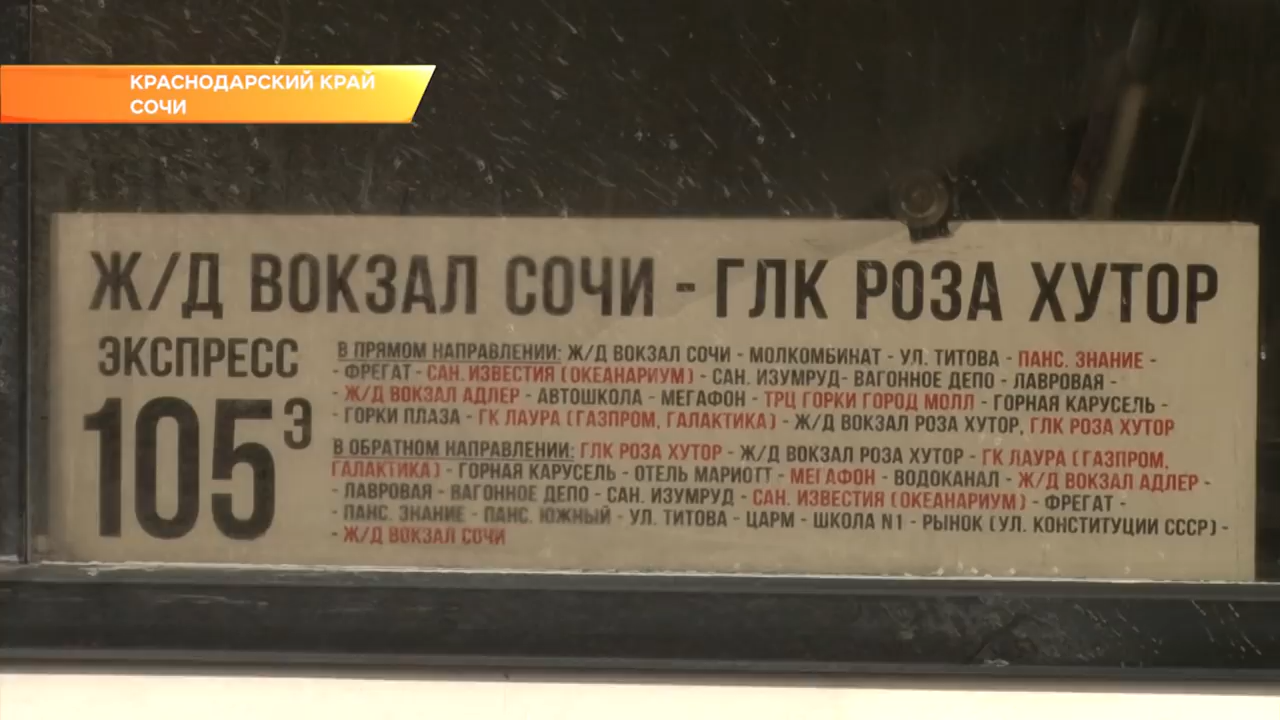 КРАСНОДАРСКИЙ КРАЙ
СОЧИ
Ж/Д ВОКЗАЛ СОЧИ - ГЛК РОЗА ХУТОР
ЭКСПРЕСС
105Э
В ПРЯМОМ НАПРАВЛЕНИИ: Ж/Д ВОКЗАЛ СОЧИ - МОЛКОМБИНАТ - УЛ. ТИТОВА - ПАНС. ЗНАНИЕ -
- ФРЕГАТ - САН. ИЗВЕСТИЯ (ОКЕАНАРИУМ) - САН. ИЗУМРУД- ВАГОННОЕ ДЕПО - ЛАВРОВАЯ -
- Ж/Д ВОКЗАЛ АДЛЕР - АВТОШКОЛА - МЕГАФОН - ТРЦ ГОРКИ ГОРОД МОЛЛ - ГОРНАЯ КАРУСЕЛЬ -
- ГОРКИ ПЛАЗА - ГК ЛАУРА (ГАЗПРОМ, ГАЛАКТИКА) - Ж/Д ВОКЗАЛ РОЗА ХУТОР, ГЛК РОЗА ХУТОР
В ОБРАТНОМ НАПРАВЛЕНИИ: ГЛК РОЗА ХУТОР - Ж/Д ВОКЗАЛ РОЗА ХУТОР - ГК ЛАУРА (ГАЗПРОМ,
ГАЛАКТИКА) - ГОРНАЯ КАРУСЕЛЬ - ОТЕЛЬ МАРИОТТ - МЕГАФОН - ВОДОКАНАЛ - Ж/Д ВОКЗАЛ АДЛЕР -
- ЛАВРОВАЯ - ВАГОННОЕ ДЕПО - САН. ИЗУМРУД - САН. ИЗВЕСТИЯ (ОКЕАНАРИУМ) - ФРЕГАТ -
- ПАНС. ЗНАНИЕ - ПАНС. ЮЖНЫЙ - УЛ. ТИТОВА - ЦАРМ - ШКОЛА N1 - РЫНОК (УЛ. КОНСТИТУЦИИ СССР) -
- Ж/Д ВОКЗАЛ СОЧИ